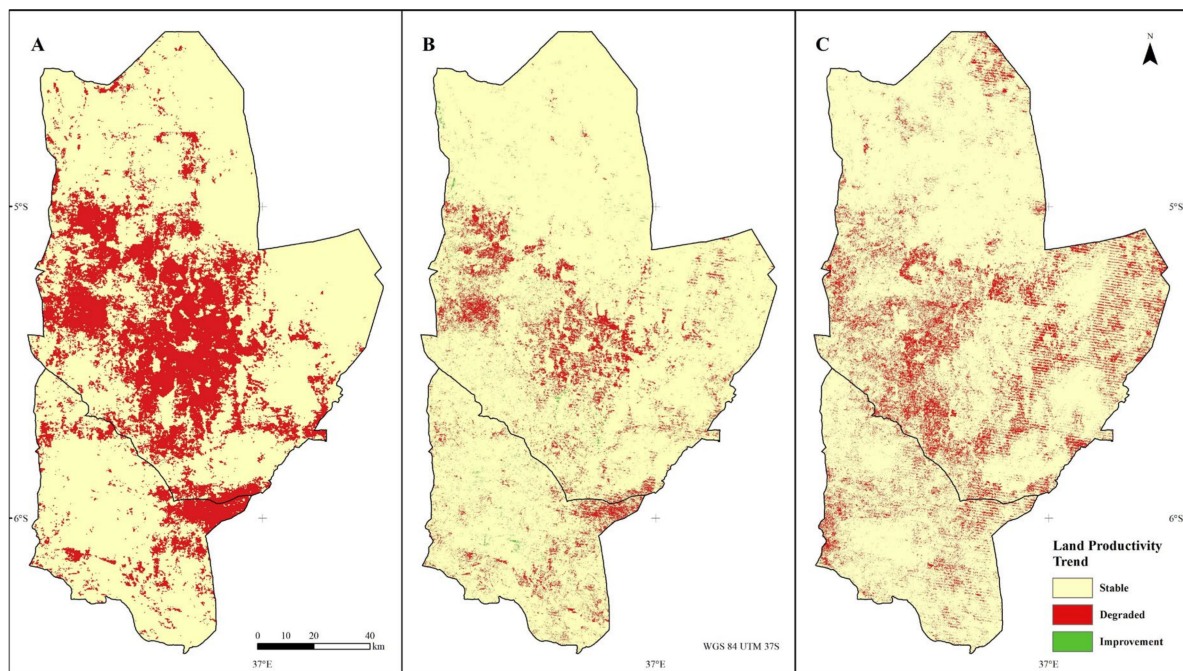 A
B
C
N
5°S
5°S
6°S
6°S
Land Productivity
Trend
Stable
Degraded
Improvement
0 10 20 40
km
WGS 84 UTM 37S
37°E
37°E
37°E